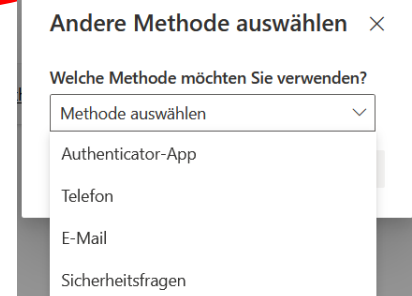 Andere Methode auswählen
Welche Methode möchten Sie verwenden?
Methode auswählen
Authenticator-App
Telefon
E-Mail
Sicherheitsfragen